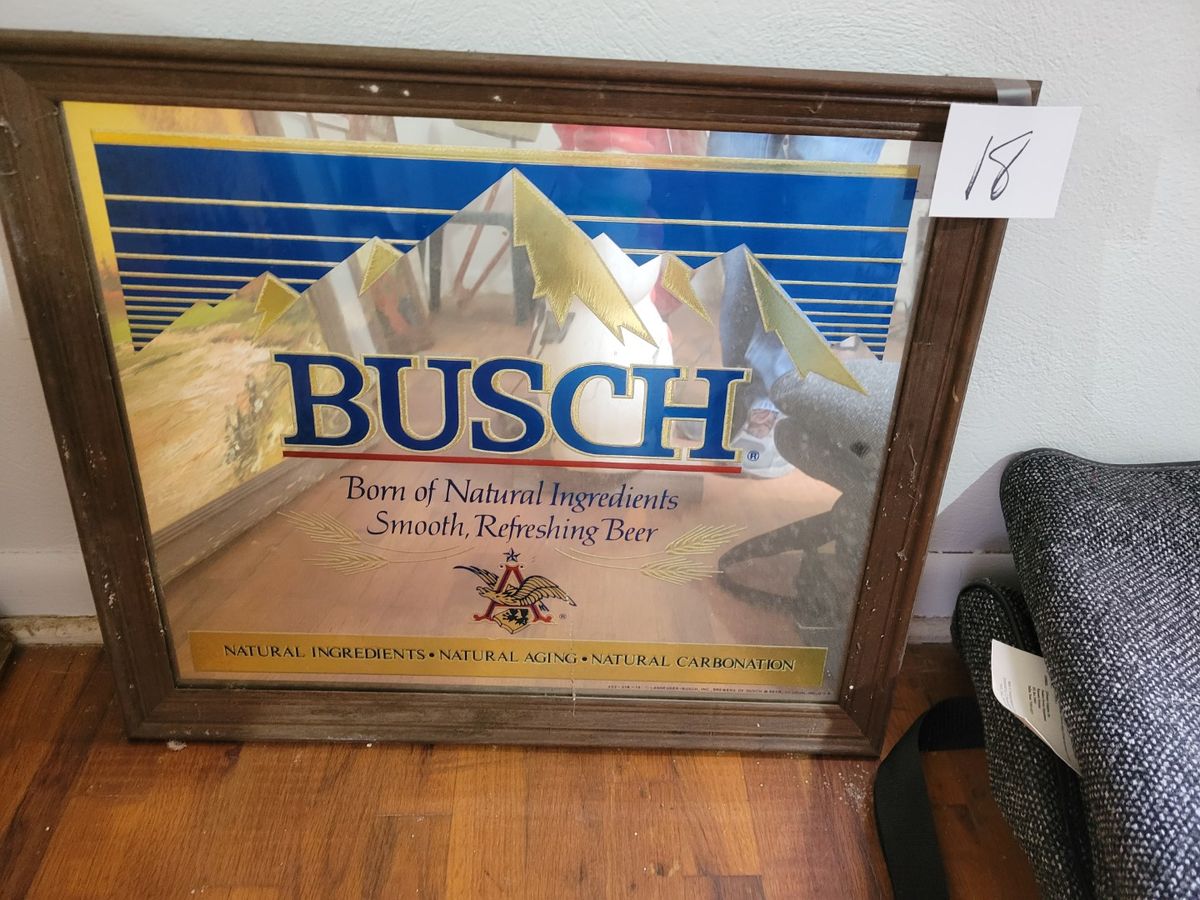 18
BUSCH®
Born of Natural Ingredients
Smooth, Refreshing Beer
A
®
NATURAL INGREDIENTS • NATURAL AGING • NATURAL CARBONATION